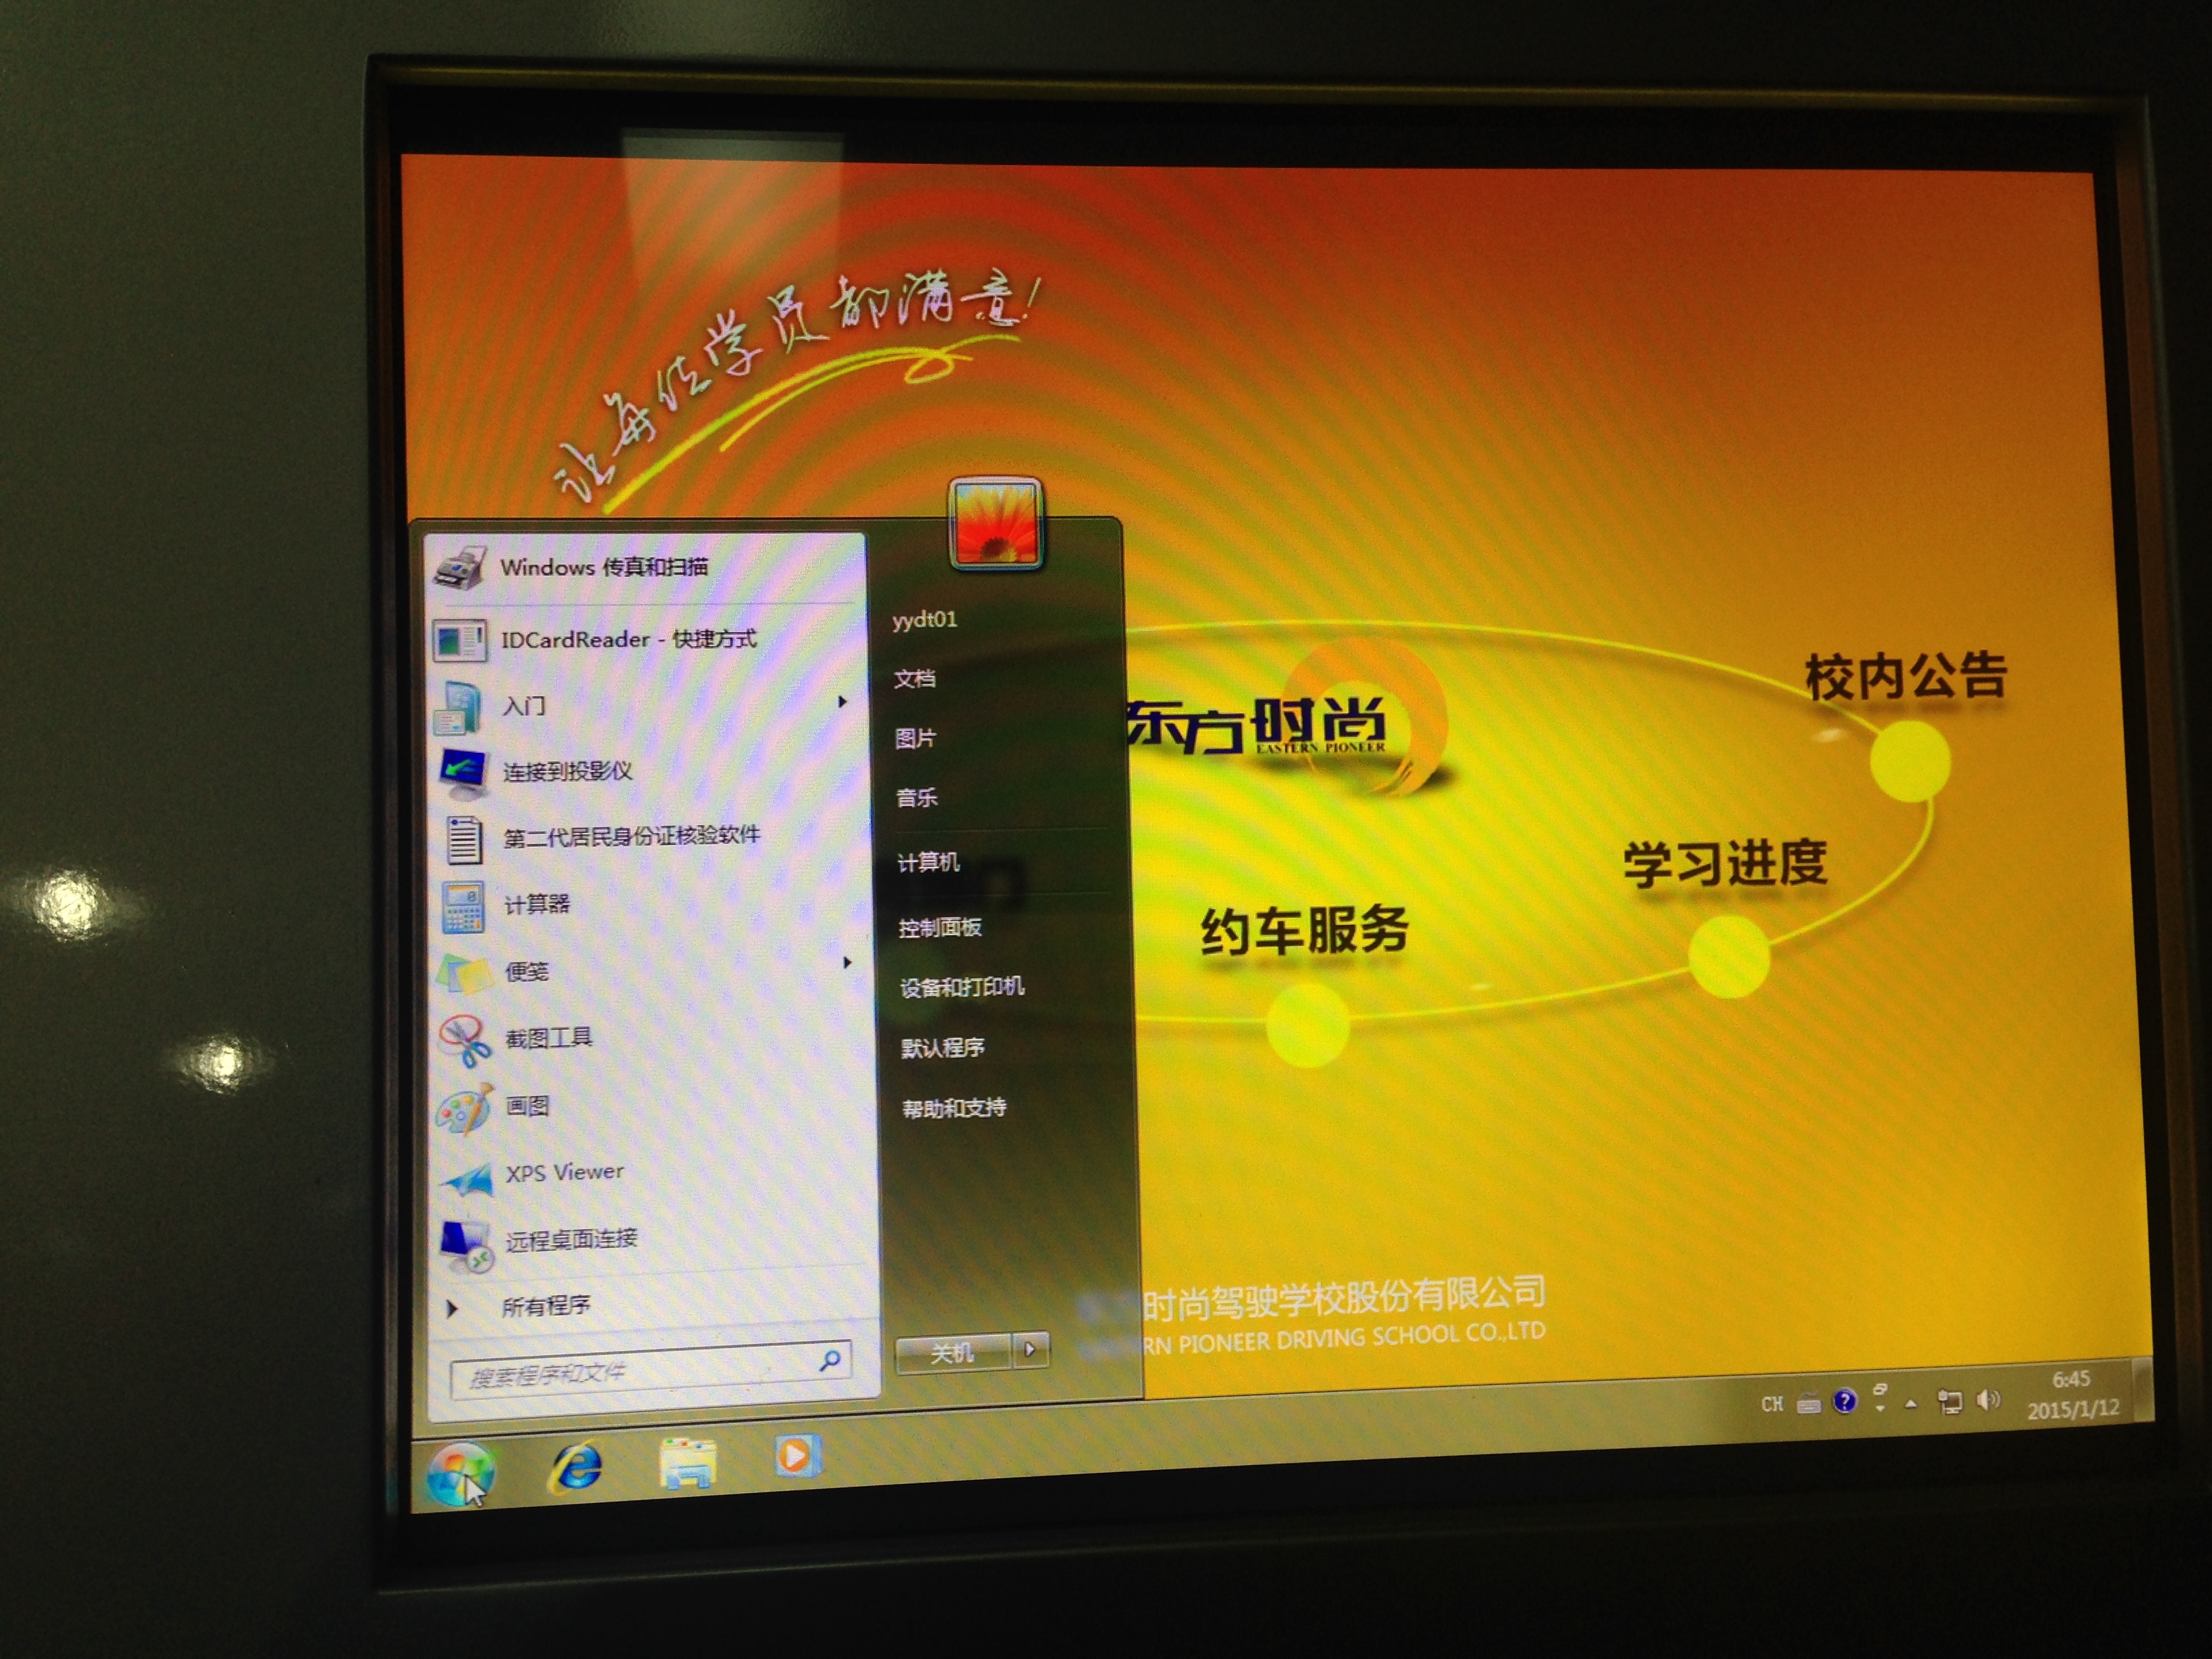 让每位学员都满意!
Windows 传真和扫描
IDCardReader - 快捷方式
入门
连接到投影仪
第二代居民身份证核验软件
计算器
便笺
截图工具
画图
XPS Viewer
远程桌面连接
所有程序
搜索程序和文件
yydt01
文档
图片
音乐
计算机
控制面板
设备和打印机
默认程序
帮助和支持
关机
东方时尚
EASTERN PIONEER
校内公告
学习进度
约车服务
时尚驾驶学校股份有限公司
RN PIONEER DRIVING SCHOOL CO.,LTD
CH
6:45
2015/1/12